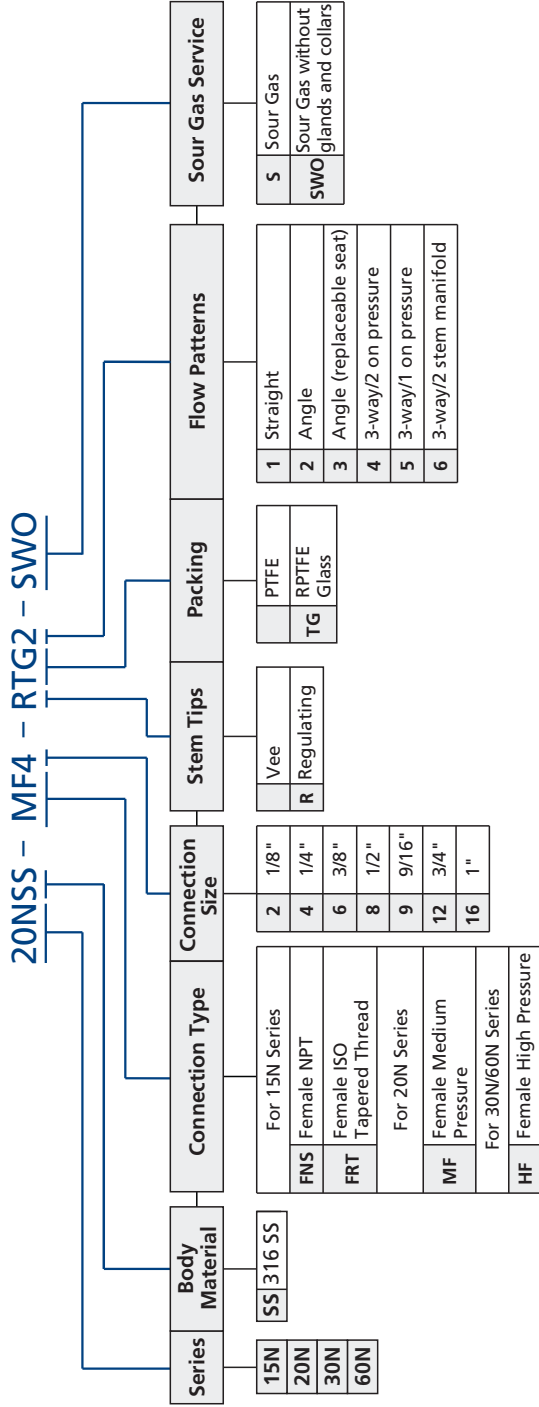 20NSS – MF4 – RTG2 – SWO
Series
15N
20N
30N
60N
Body
Material
SS 316 SS
Connection Type
For 15N Series
FNS Female NPT
FRT Female ISO
Tapered Thread
For 20N Series
MF Female Medium
Pressure
For 30N/60N Series
HF Female High Pressure
Connection
Size
2 1/8"
4 1/4"
6 3/8"
8 1/2"
9 9/16"
12 3/4"
16 1"
Stem Tips
Vee
R Regulating
Packing
PTFE
TG RPTFE
Glass
Flow Patterns
1 Straight
2 Angle
3 Angle (replaceable seat)
4 3-way/2 on pressure
5 3-way/1 on pressure
6 3-way/2 stem manifold
Sour Gas Service
S Sour Gas
SWO Sour Gas without
glands and collars